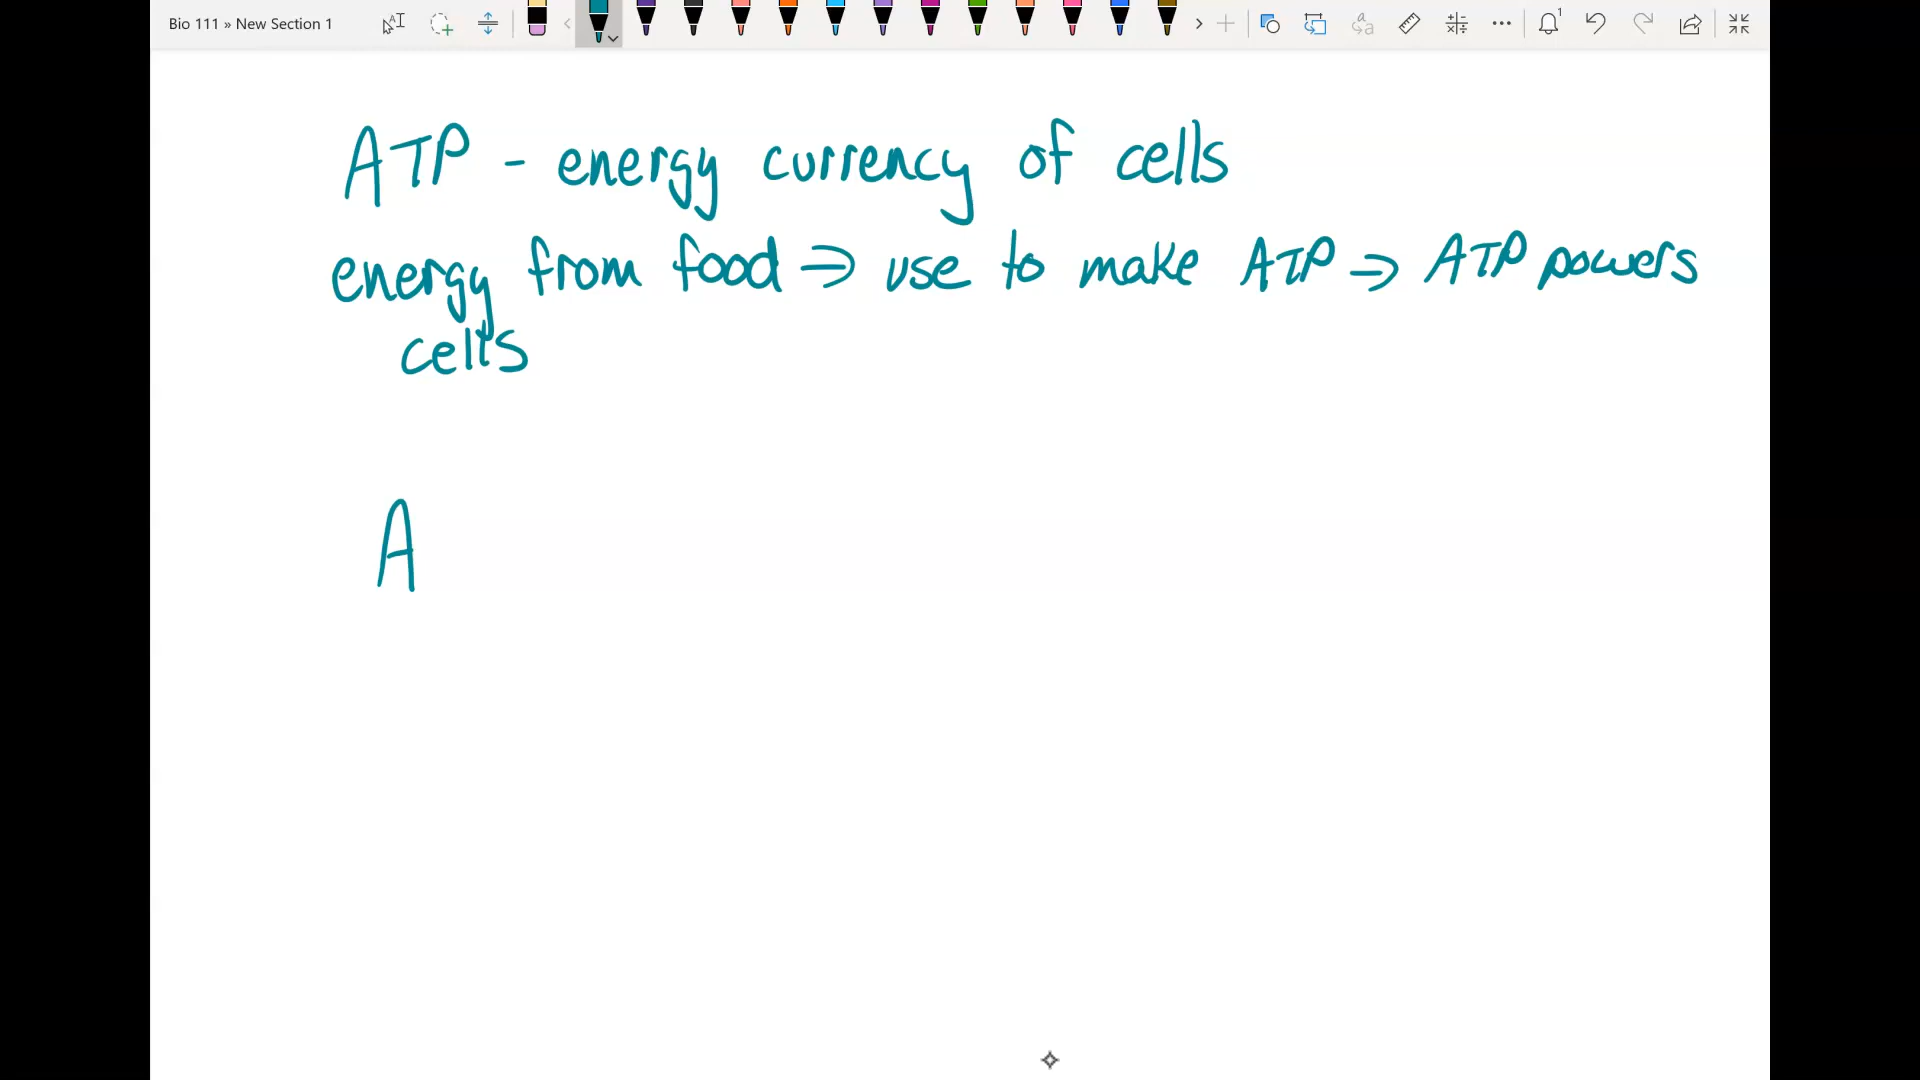 Bio 111 » New Section 1
ATP - energy currency of cells
energy from food ⇒ use to make ATP ⇒ ATP powers
cells
A